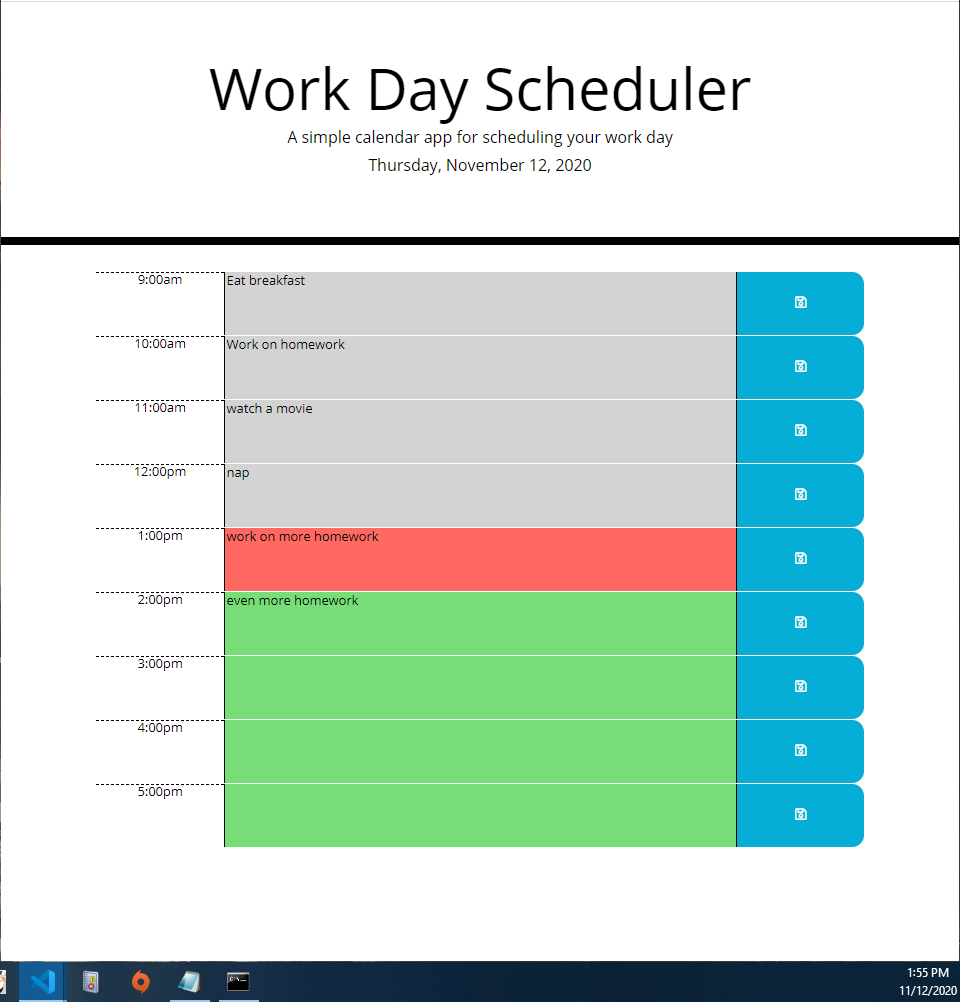 Work Day Scheduler
A simple calendar app for scheduling your work day
Thursday, November 12, 2020
9:00am Eat breakfast
10:00am Work on homework
11:00am watch a movie
12:00pm nap
1:00pm work on more homework
2:00pm even more homework
3:00pm
4:00pm
5:00pm
1:55 PM
11/12/2020